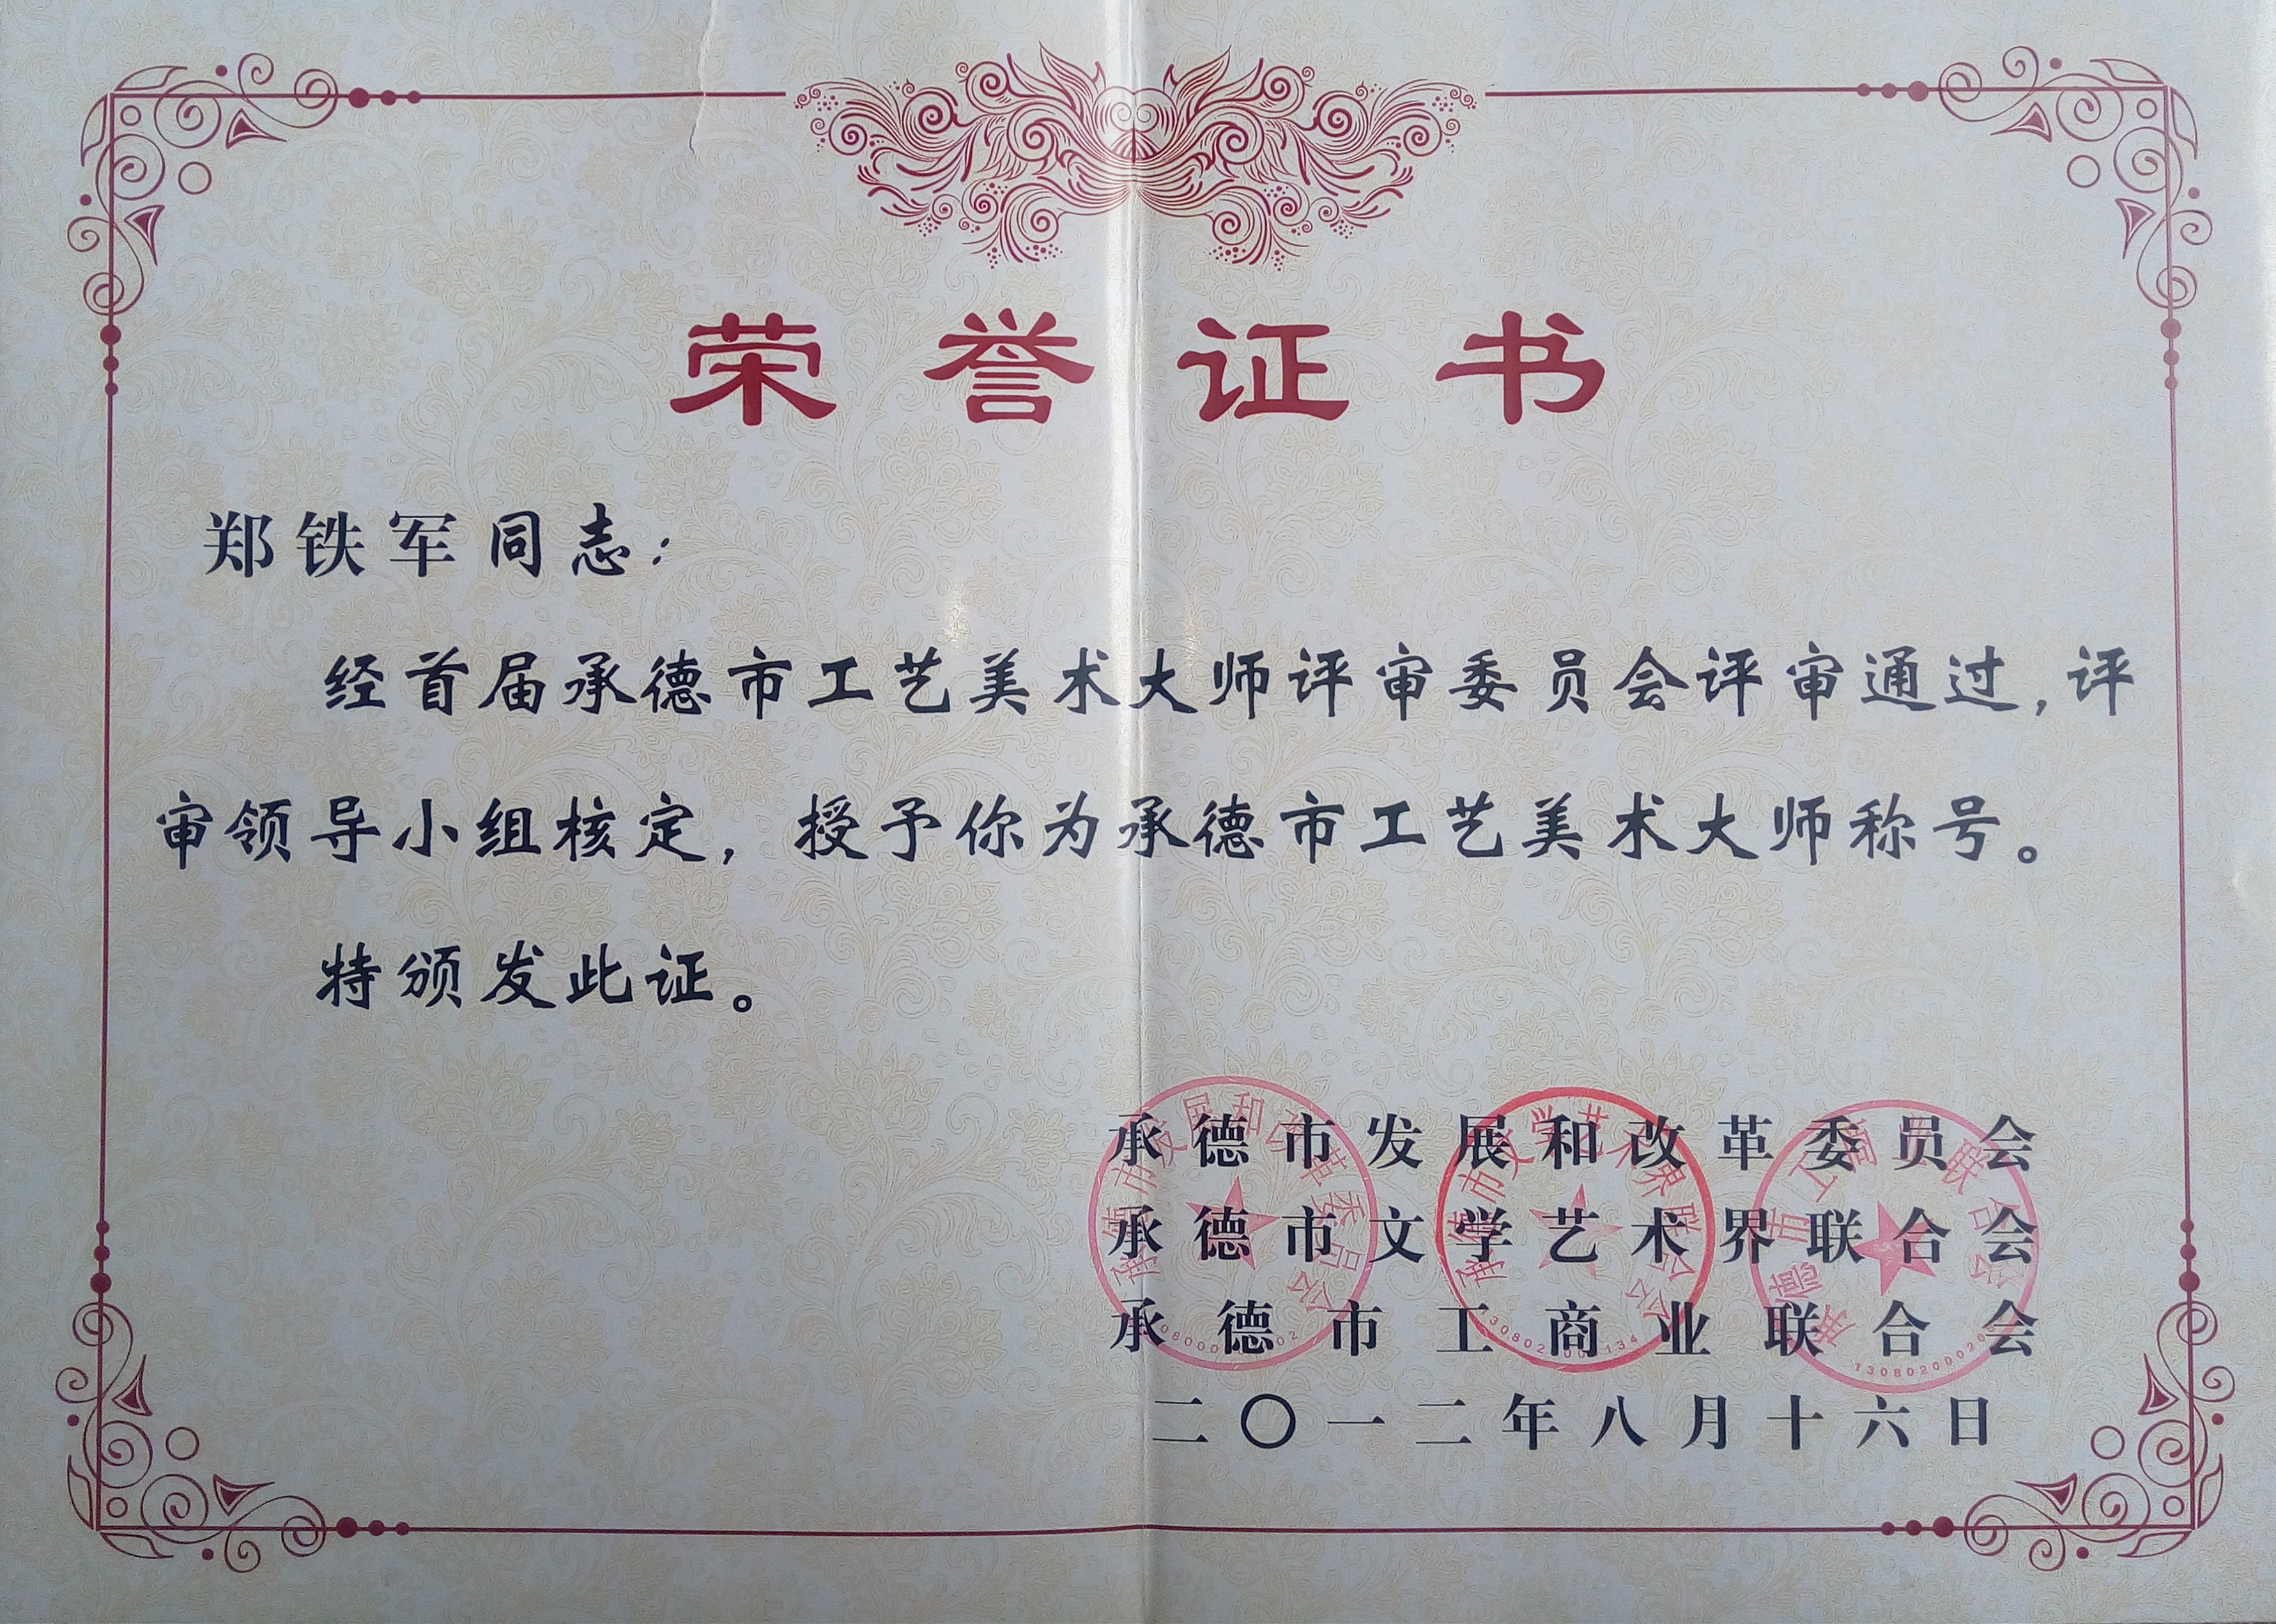 荣誉证书
郑铁军同志：
经首届承德市工艺美术大师评审委员会评审通过，评
审领导小组核定，授予你为承德市工艺美术大师称号。
特颁发此证。
承德市发展和改革委员会
承德市文学艺术界联合会
承德市工商业联合会
二〇一二年八月十六日